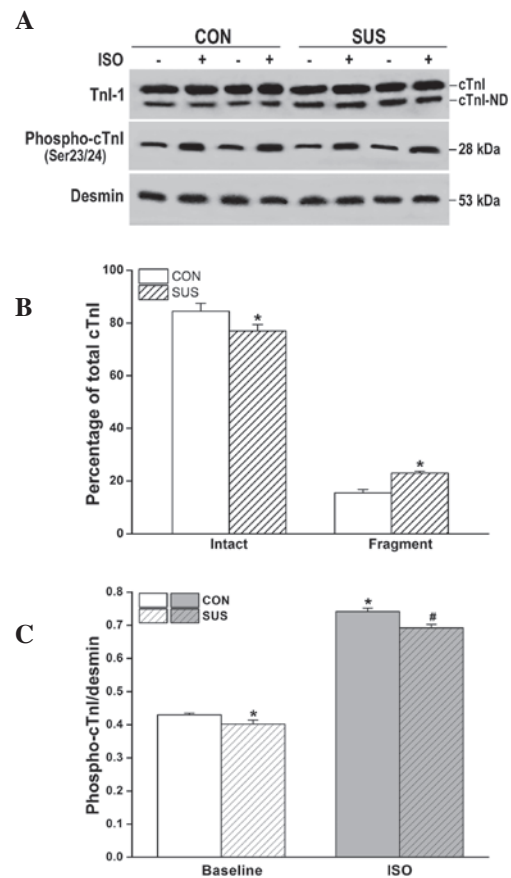 A
CON SUS
ISO - + - + - + - +
TnI-1
cTnI
cTnI-ND
Phospho-cTnI
(Ser23/24)
28 kDa
Desmin
53 kDa
B
CON
SUS
Percentage of total cTnI
100
80
60
40
20
0
*
*
Intact Fragment
C
CON
SUS
Phospho-cTnI/desmin
0.8
0.7
0.6
0.5
0.4
0.3
0.2
0.1
0.0
*
*
#
Baseline ISO